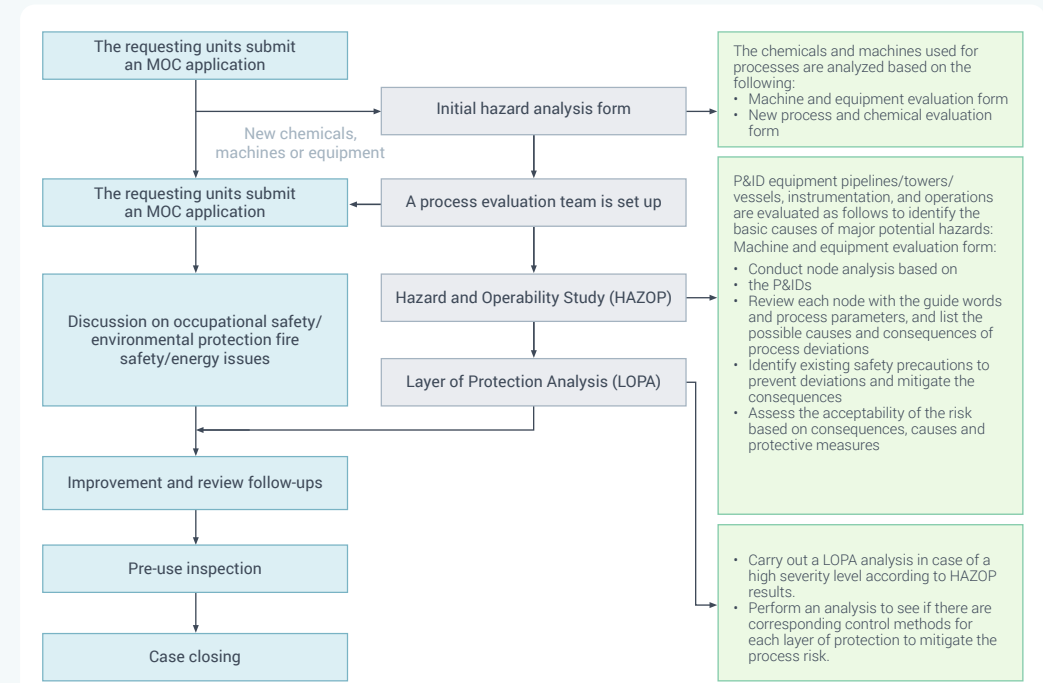 The requesting units submit
an MOC application
Initial hazard analysis form
New chemicals,
machines or equipment
The requesting units submit
an MOC application
A process evaluation team is set up
Discussion on occupational safety/
environmental protection fire
safety/energy issues
Hazard and Operability Study (HAZOP)
Layer of Protection Analysis (LOPA)
Improvement and review follow-ups
Pre-use inspection
Case closing
The chemicals and machines used for
processes are analyzed based on the
following:
• Machine and equipment evaluation form
• New process and chemical evaluation
form
P&ID equipment pipelines/towers/
vessels, instrumentation, and operations
are evaluated as follows to identify the
basic causes of major potential hazards:
Machine and equipment evaluation form:
• Conduct node analysis based on
• the P&IDs
• Review each node with the guide words
and process parameters, and list the
possible causes and consequences of
process deviations
• Identify existing safety precautions to
prevent deviations and mitigate the
consequences
• Assess the acceptability of the risk
based on consequences, causes and
protective measures
• Carry out a LOPA analysis in case of a
high severity level according to HAZOP
results.
• Perform an analysis to see if there are
corresponding control methods for
each layer of protection to mitigate the
process risk.